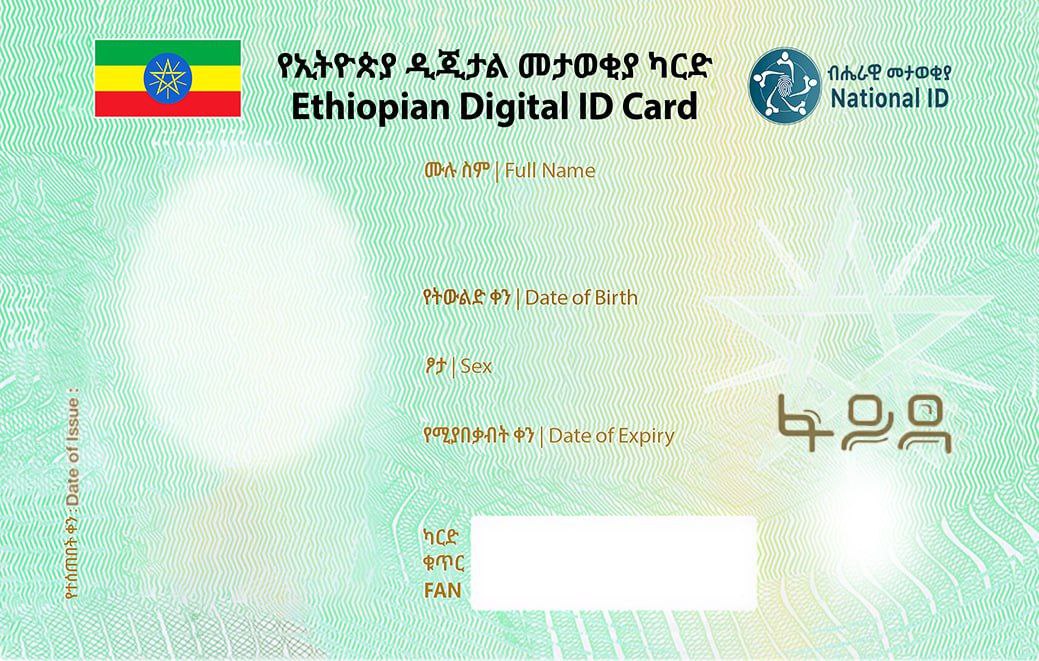 የኢትዮጵያ ዲጂታል መታወቂያ ካርድ
Ethiopian Digital ID Card
ብሔራዊ መታወቂያ
National ID
ሙሉ ስም | Full Name
የትውልድ ቀን | Date of Birth
ፆታ | Sex
የሚያበቃብት ቀን | Date of Expiry
ፋይዳ
ካርድ
ቁጥር
FAN
የተሰጠበት ቀን : Date of Issue :